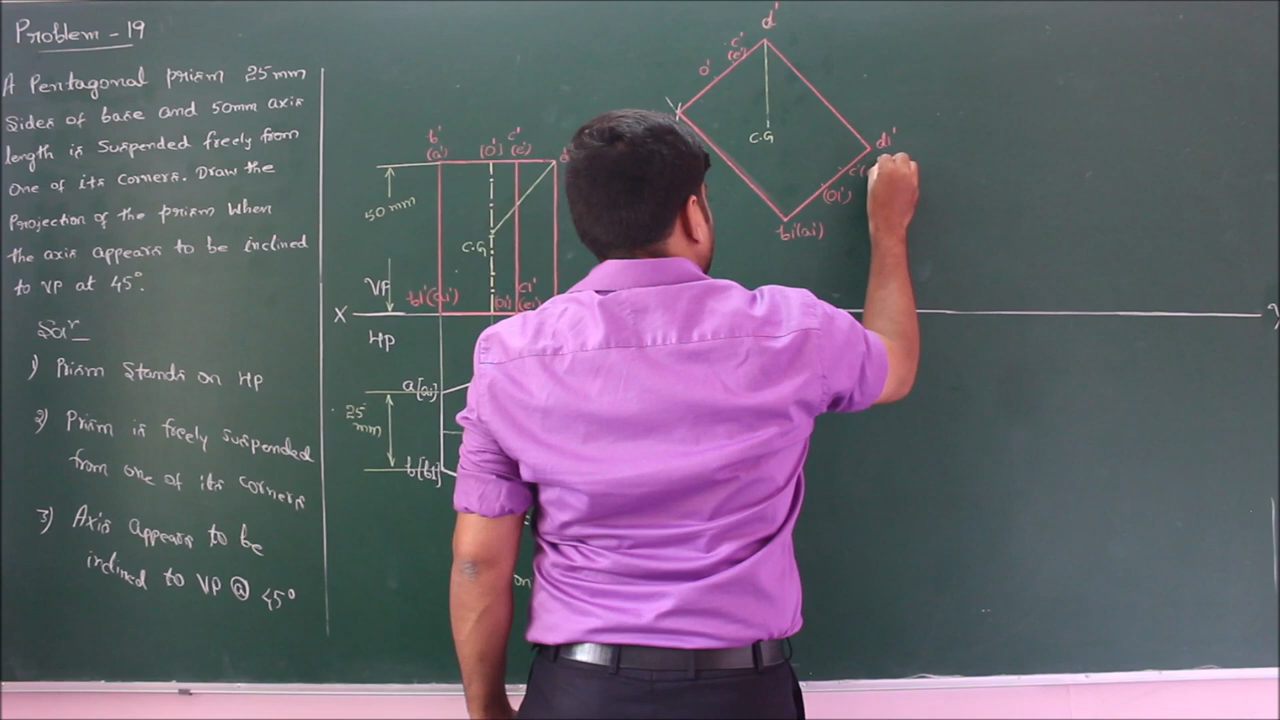 Problem - 19
A Pentagonal prism 25mm
Sides of base and 50mm axis
length is suspended freely from
one of its corners. Draw the
Projection of the prism When
the axis appears to be inclined
to VP at 45°.
Sol
1) Prism Stands on HP
2) Prism is freely suspended
from one of its corners
3) Axis appears to be
inclined to VP @ 45°
b' (a') (o') c' (e') d
50 mm
C.G
VP
b1'(a1') (o1') c1' (e1')
X
HP
a[a1]
25 mm
b[b1]
d'
c' (e')
o'
C.G
d1'
c1'(
(o1')
b1'(a1')